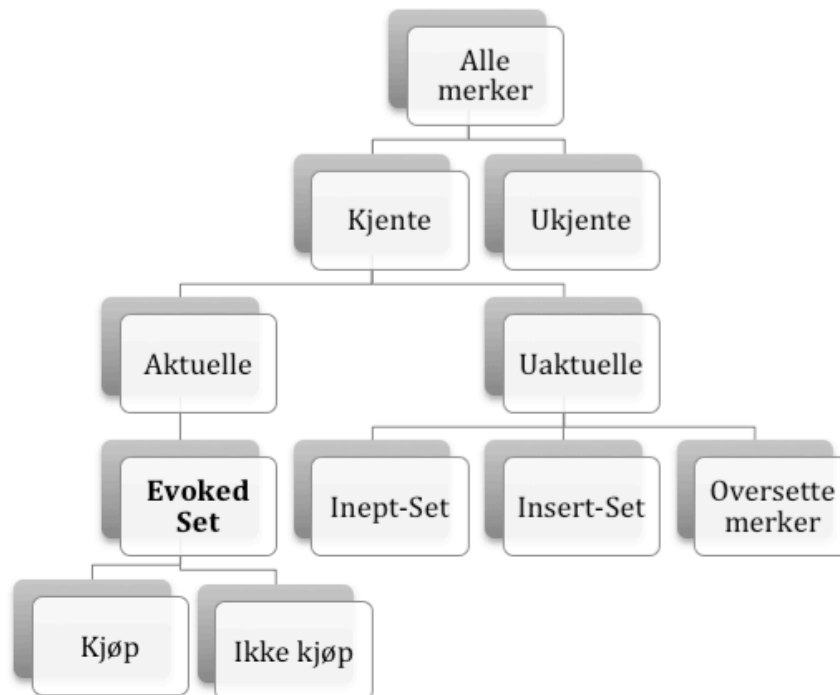 Alle
merker
Kjente
Ukjente
Aktuelle
Uaktuelle
Evoked
Set
Inept-Set
Insert-Set
Oversette
merker
Kjøp
Ikke kjøp